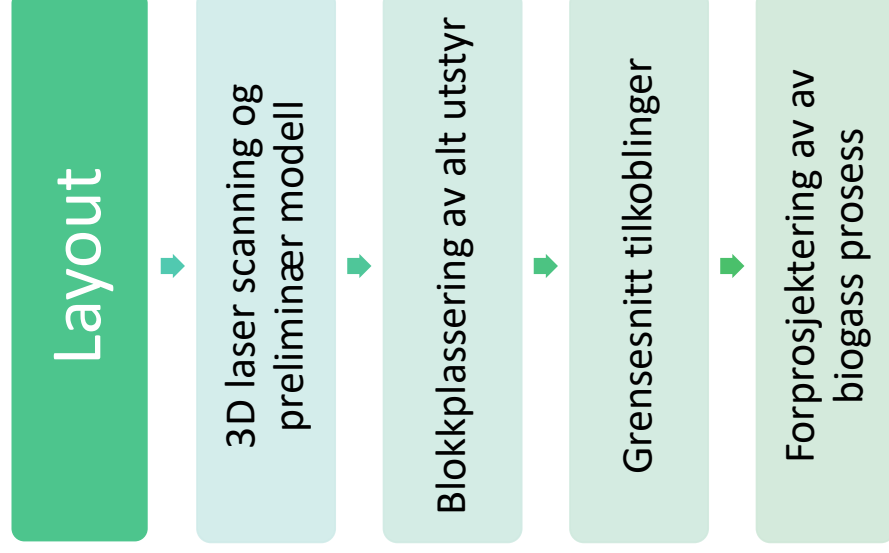 Layout
3D laser scanning og
preliminær modell
Blokkplassering av alt utstyr
Grensesnitt tilkoblinger
Forprosjektering av av
biogass prosess